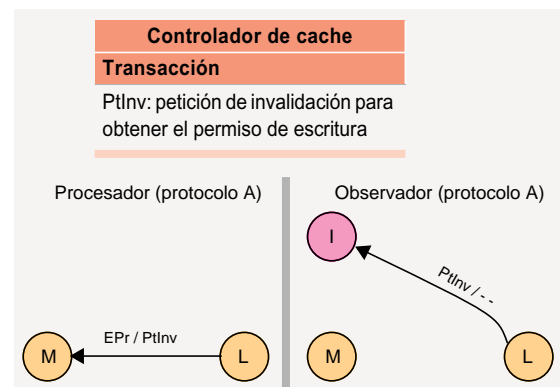 Controlador de cache
Transacción
PtInv: petición de invalidación para
obtener el permiso de escritura
Procesador (protocolo A)
M
EPr / PtInv
L
Observador (protocolo A)
I
PtInv / - -
M
L